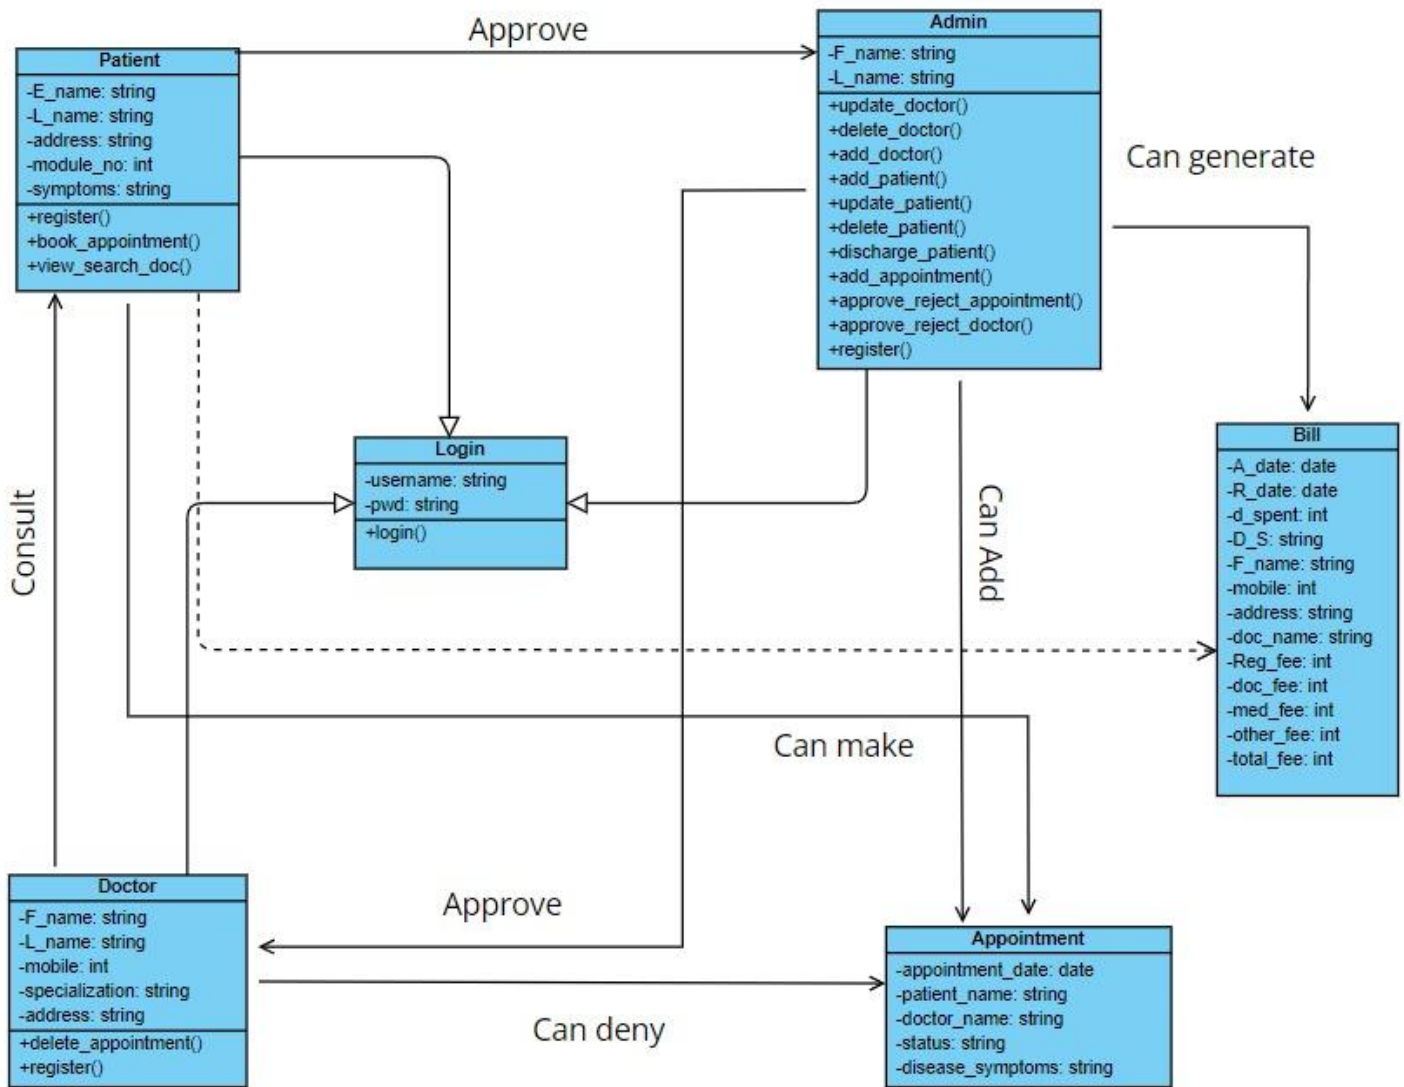 Approve
Patient
-E_name: string
-L_name: string
-address: string
-module_no: int
-symptoms: string
+register()
+book_appointment()
+view_search_doc()
Admin
-F_name: string
-L_name: string
+update_doctor()
+delete_doctor()
+add_doctor()
+add_patient()
+update_patient()
+delete_patient()
+discharge_patient()
+add_appointment()
+approve_reject_appointment()
+approve_reject_doctor()
+register()
Can generate
Login
-username: string
-pwd: string
+login()
Consult
Can Add
Bill
-A_date: date
-R_date: date
-d_spent: int
-D_S: string
-F_name: string
-mobile: int
-address: string
-doc_name: string
-Reg_fee: int
-doc_fee: int
-med_fee: int
-other_fee: int
-total_fee: int
Can make
Doctor
-F_name: string
-L_name: string
-mobile: int
-specialization: string
-address: string
+delete_appointment()
+register()
Approve
Can deny
Appointment
-appointment_date: date
-patient_name: string
-doctor_name: string
-status: string
-disease_symptoms: string